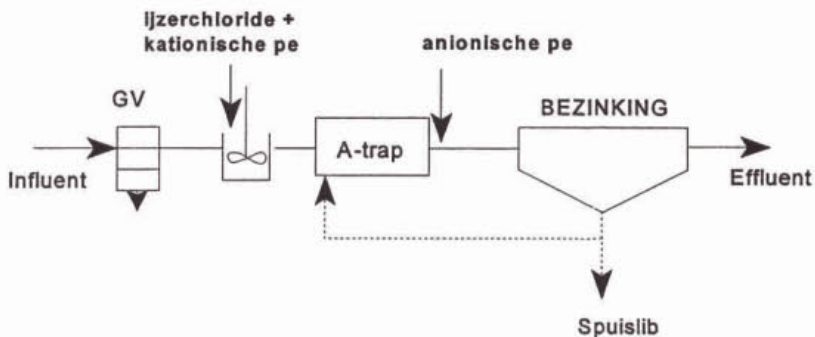 ijzerchloride +
kationische pe
anionische pe
GV
BEZINKING
A-trap
Influent
Effluent
Spuislib